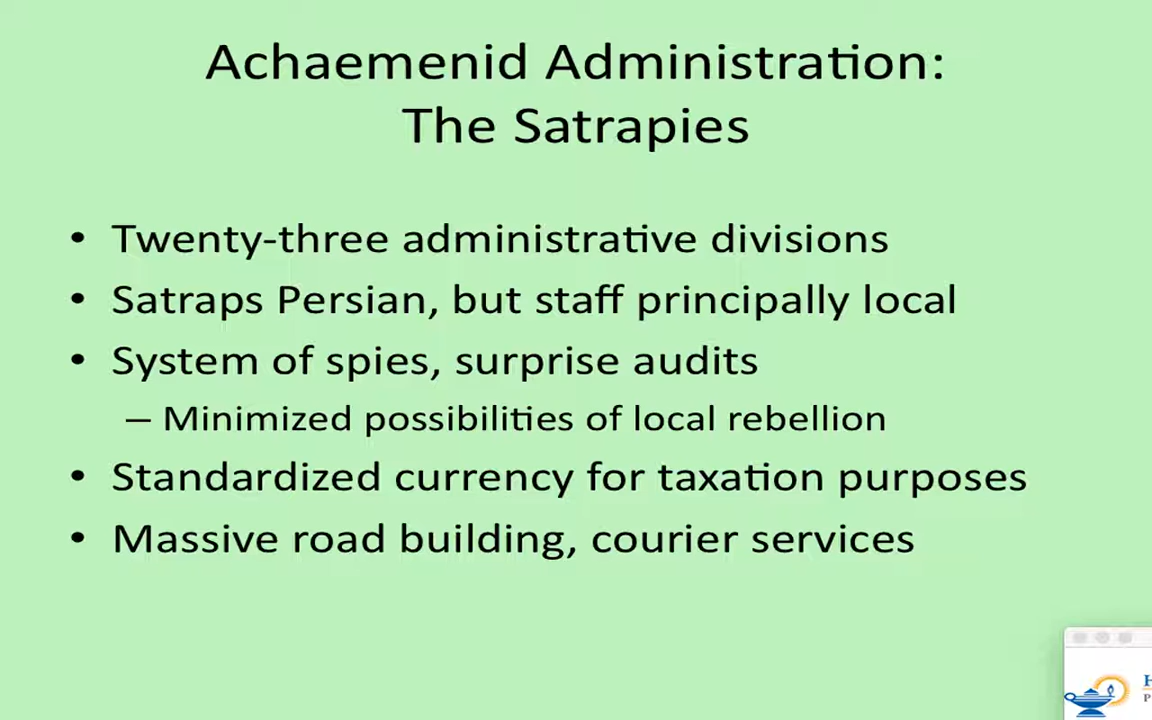 Achaemenid Administration:
The Satrapies
• Twenty-three administrative divisions
• Satraps Persian, but staff principally local
• System of spies, surprise audits
– Minimized possibilities of local rebellion
• Standardized currency for taxation purposes
• Massive road building, courier services
H
P